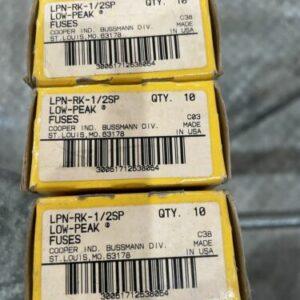 LPN-RK-1/2SP QTY. 10
LOW-PEAK ®
FUSES C38
COOPER IND. BUSSMANN DIV. MADE
ST. LOUIS, MO. 63178 IN USA
30051712638064
LPN-RK-1/2SP QTY. 10
LOW-PEAK ®
FUSES C03
COOPER IND. BUSSMANN DIV. MADE
ST. LOUIS, MO. 63178 IN USA
30051712638064
LPN-RK-1/2SP QTY. 10
LOW-PEAK ®
FUSES C38
COOPER IND. BUSSMANN DIV. MADE
ST. LOUIS, MO. 63178 IN USA
30051712638064